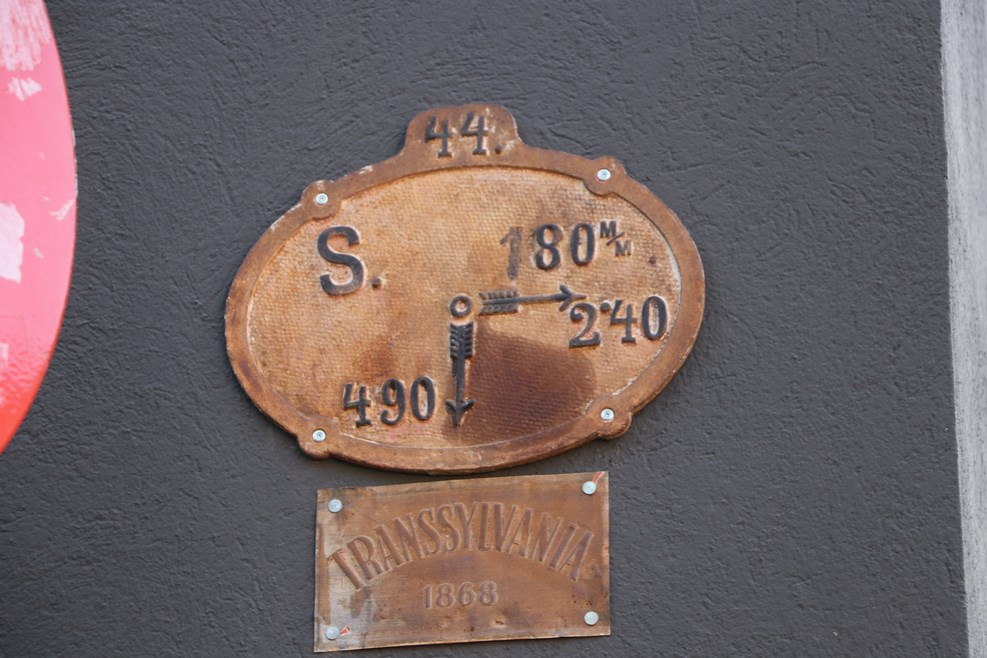 44.
S.
180 M/M
2·40
490
TRANSSYLVANIA
1868